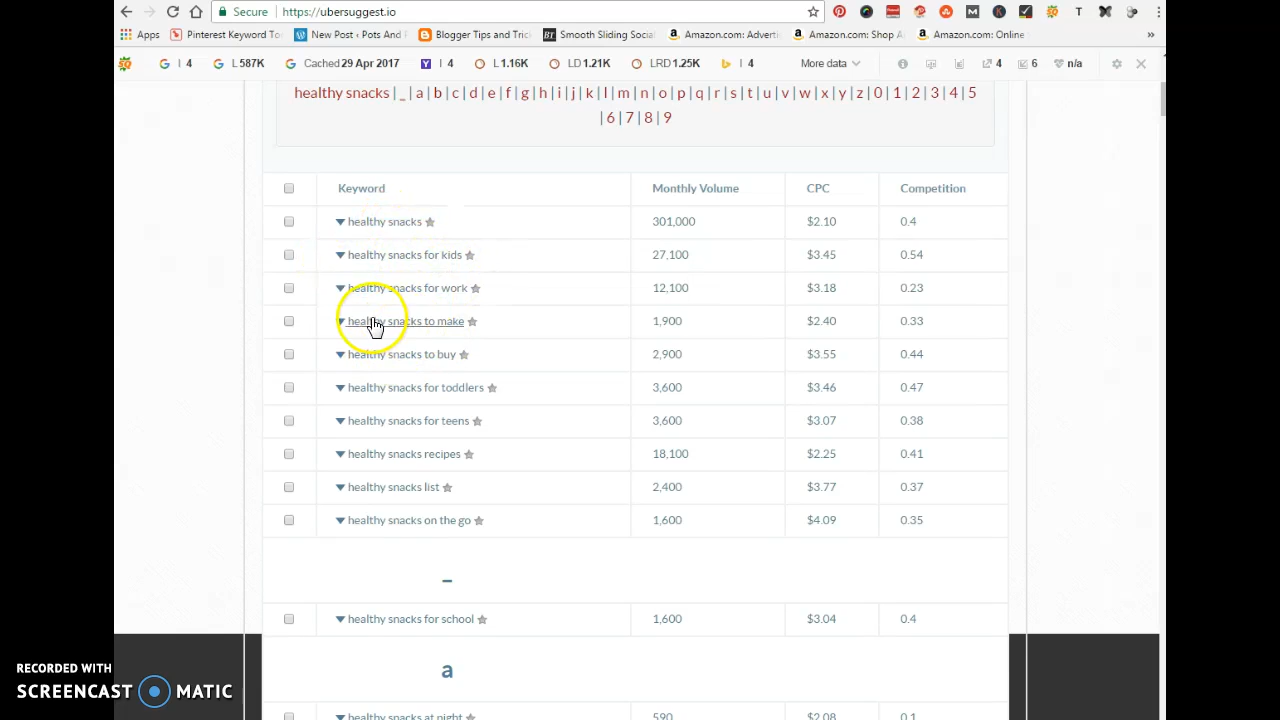 Secure https://ubersuggest.io
Apps Pinterest Keyword To New Post ‹ Pots And P Blogger Tips and Tric Smooth Sliding Socia Amazon.com: Adverti Amazon.com: Shop A Amazon.com: Online »
I 4 L 587K Cached 29 Apr 2017 I 4 L 1.16K LD 1.21K LRD 1.25K I 4 More data 4 6 n/a
healthy snacks | _ | a | b | c | d | e | f | g | h | i | j | k | l | m | n | o | p | q | r | s | t | u | v | w | x | y | z | 0 | 1 | 2 | 3 | 4 | 5
| 6 | 7 | 8 | 9
Keyword Monthly Volume CPC Competition
healthy snacks 301,000 $2.10 0.4
healthy snacks for kids 27,100 $3.45 0.54
healthy snacks for work 12,100 $3.18 0.23
healthy snacks to make 1,900 $2.40 0.33
healthy snacks to buy 2,900 $3.55 0.44
healthy snacks for toddlers 3,600 $3.46 0.47
healthy snacks for teens 3,600 $3.07 0.38
healthy snacks recipes 18,100 $2.25 0.41
healthy snacks list 2,400 $3.77 0.37
healthy snacks on the go 1,600 $4.09 0.35
_
healthy snacks for school 1,600 $3.04 0.4
a
healthy snacks at night 590 $2.08 0.1
RECORDED WITH
SCREENCAST MATIC